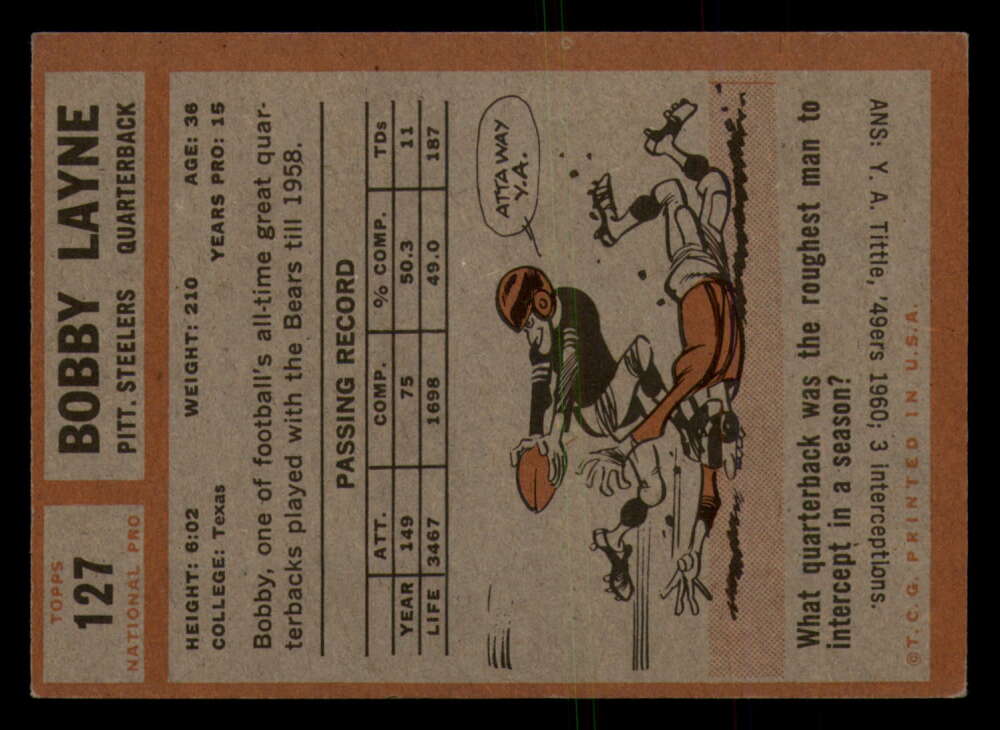 TOPPS
127
NATIONAL PRO
BOBBY LAYNE
PITT. STEELERS QUARTERBACK
HEIGHT: 6:02 WEIGHT: 210 AGE: 36
COLLEGE: Texas YEARS PRO: 15
Bobby, one of football's all-time great quar-
terbacks played with the Bears till 1958.
PASSING RECORD
ATT. COMP. % COMP. TDs
YEAR 149 75 50.3 11
LIFE 3467 1698 49.0 187
ATTA WAY
Y.A.
What quarterback was the roughest man to
intercept in a season?
ANS: Y. A. Tittle, '49ers 1960; 3 interceptions.
©T.C.G. PRINTED IN U.S.A.